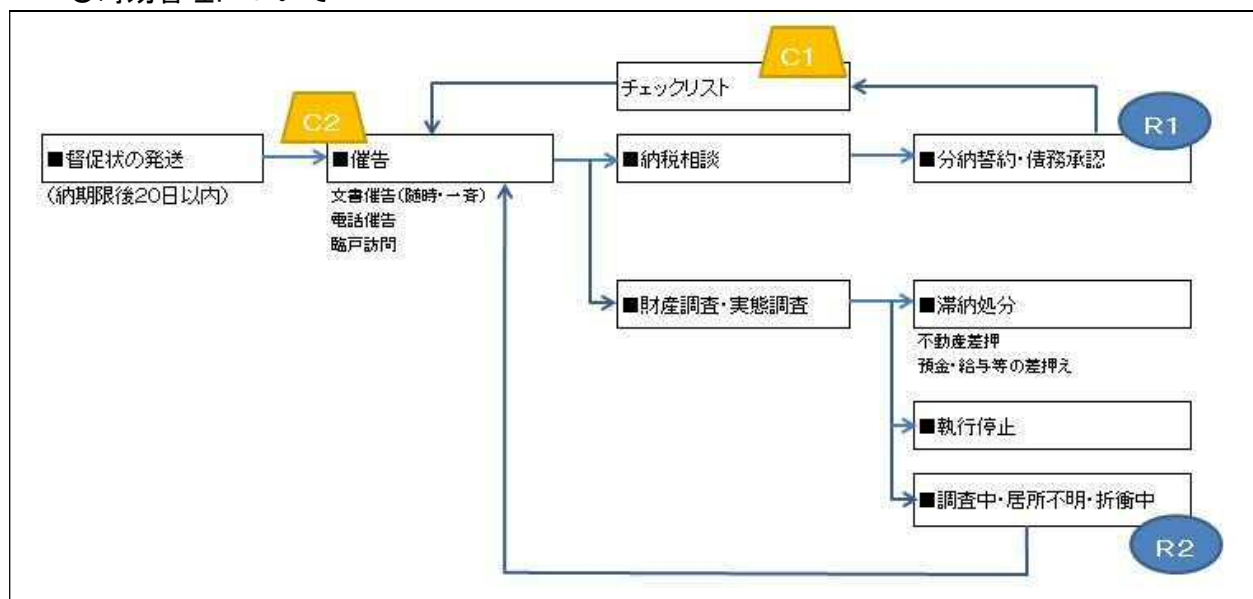 C1
チェックリスト
C2
R1
■督促状の発送
(納期限後20日以内)
■催告
文書催告(随時・一斉)
電話催告
臨戸訪問
■納税相談
■分納誓約・債務承認
■財産調査・実態調査
■滞納処分
不動産差押
預金・給与等の差押え
■執行停止
■調査中・居所不明・折衝中
R2